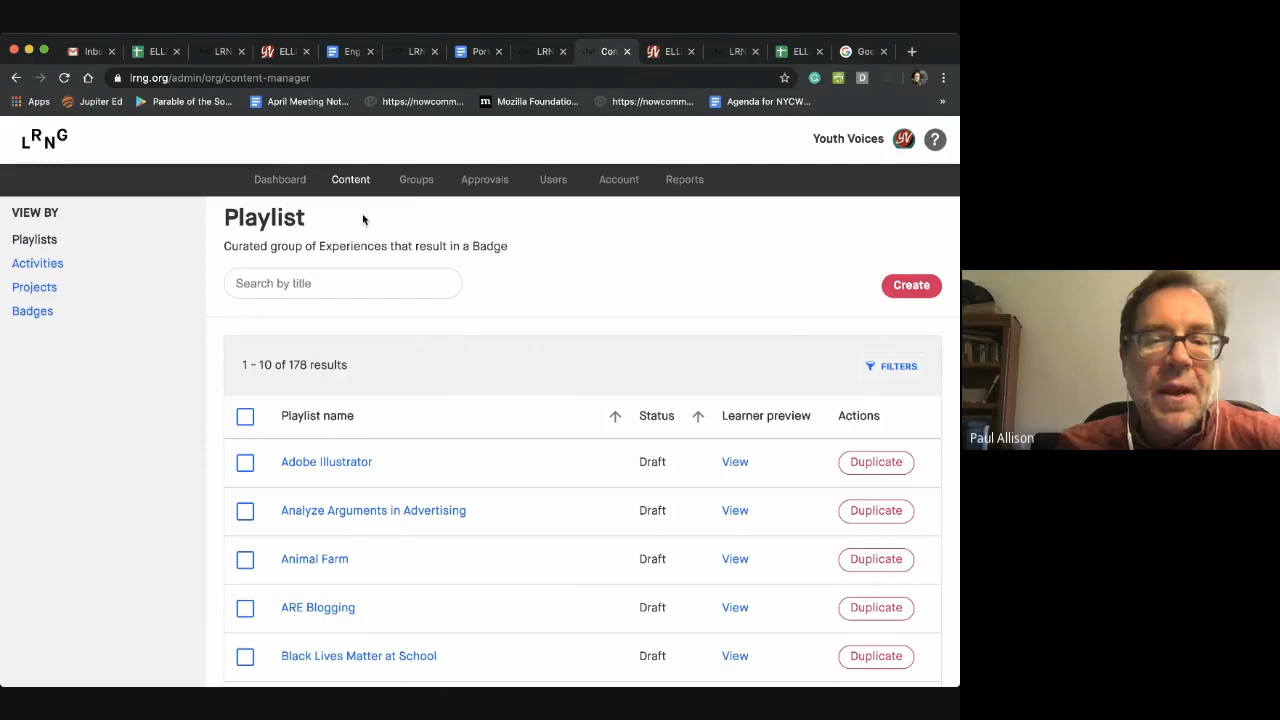 Inbo ELLI LRN ELLI Eng LRN Port LRN Con ELLI LRN ELL Goo
lrng.org/admin/org/content-manager
Apps Jupiter Ed Parable of the So... April Meeting Not... https://nowcomm... Mozilla Foundatio... https://nowcomm... Agenda for NYCW... »
LRNG
Youth Voices ?
Dashboard Content Groups Approvals Users Account Reports
VIEW BY
Playlists
Activities
Projects
Badges
Playlist
Curated group of Experiences that result in a Badge
Search by title
Create
1 - 10 of 178 results
FILTERS
Playlist name Status Learner preview Actions
Adobe Illustrator Draft View Duplicate
Analyze Arguments in Advertising Draft View Duplicate
Animal Farm Draft View Duplicate
ARE Blogging Draft View Duplicate
Black Lives Matter at School Draft View Duplicate
Paul Allison